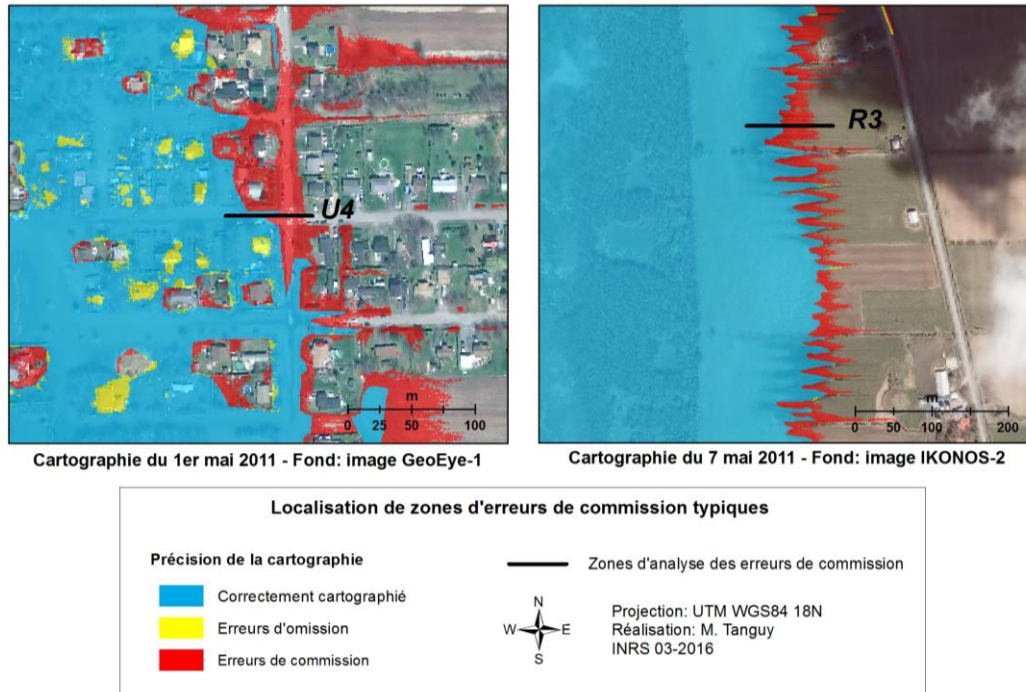 U4
m
0 25 50 100
R3
m
0 50 100 200
Cartographie du 1er mai 2011 - Fond: image GeoEye-1
Cartographie du 7 mai 2011 - Fond: image IKONOS-2
Localisation de zones d'erreurs de commission typiques
Précision de la cartographie
Correctement cartographié
Erreurs d'omission
Erreurs de commission
Zones d'analyse des erreurs de commission
N
W E
S
Projection: UTM WGS84 18N
Réalisation: M. Tanguy
INRS 03-2016